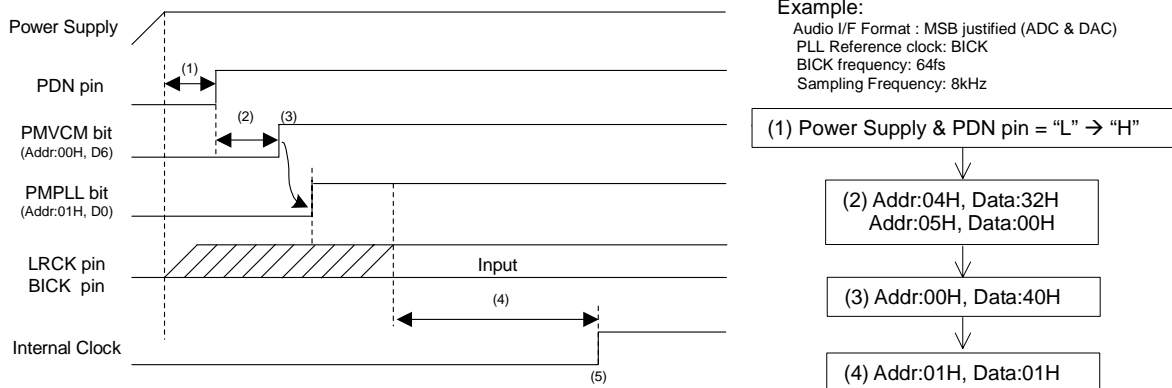 Power Supply
(1)
PDN pin
(2)
(3)
PMVCM bit
(Addr:00H, D6)
PMPLL bit
(Addr:01H, D0)
LRCK pin
BICK pin
Input
(4)
Internal Clock
(5)
Example:
Audio I/F Format : MSB justified (ADC & DAC)
PLL Reference clock: BICK
BICK frequency: 64fs
Sampling Frequency: 8kHz
(1) Power Supply & PDN pin = “L” → “H”
(2) Addr:04H, Data:32H
Addr:05H, Data:00H
(3) Addr:00H, Data:40H
(4) Addr:01H, Data:01H